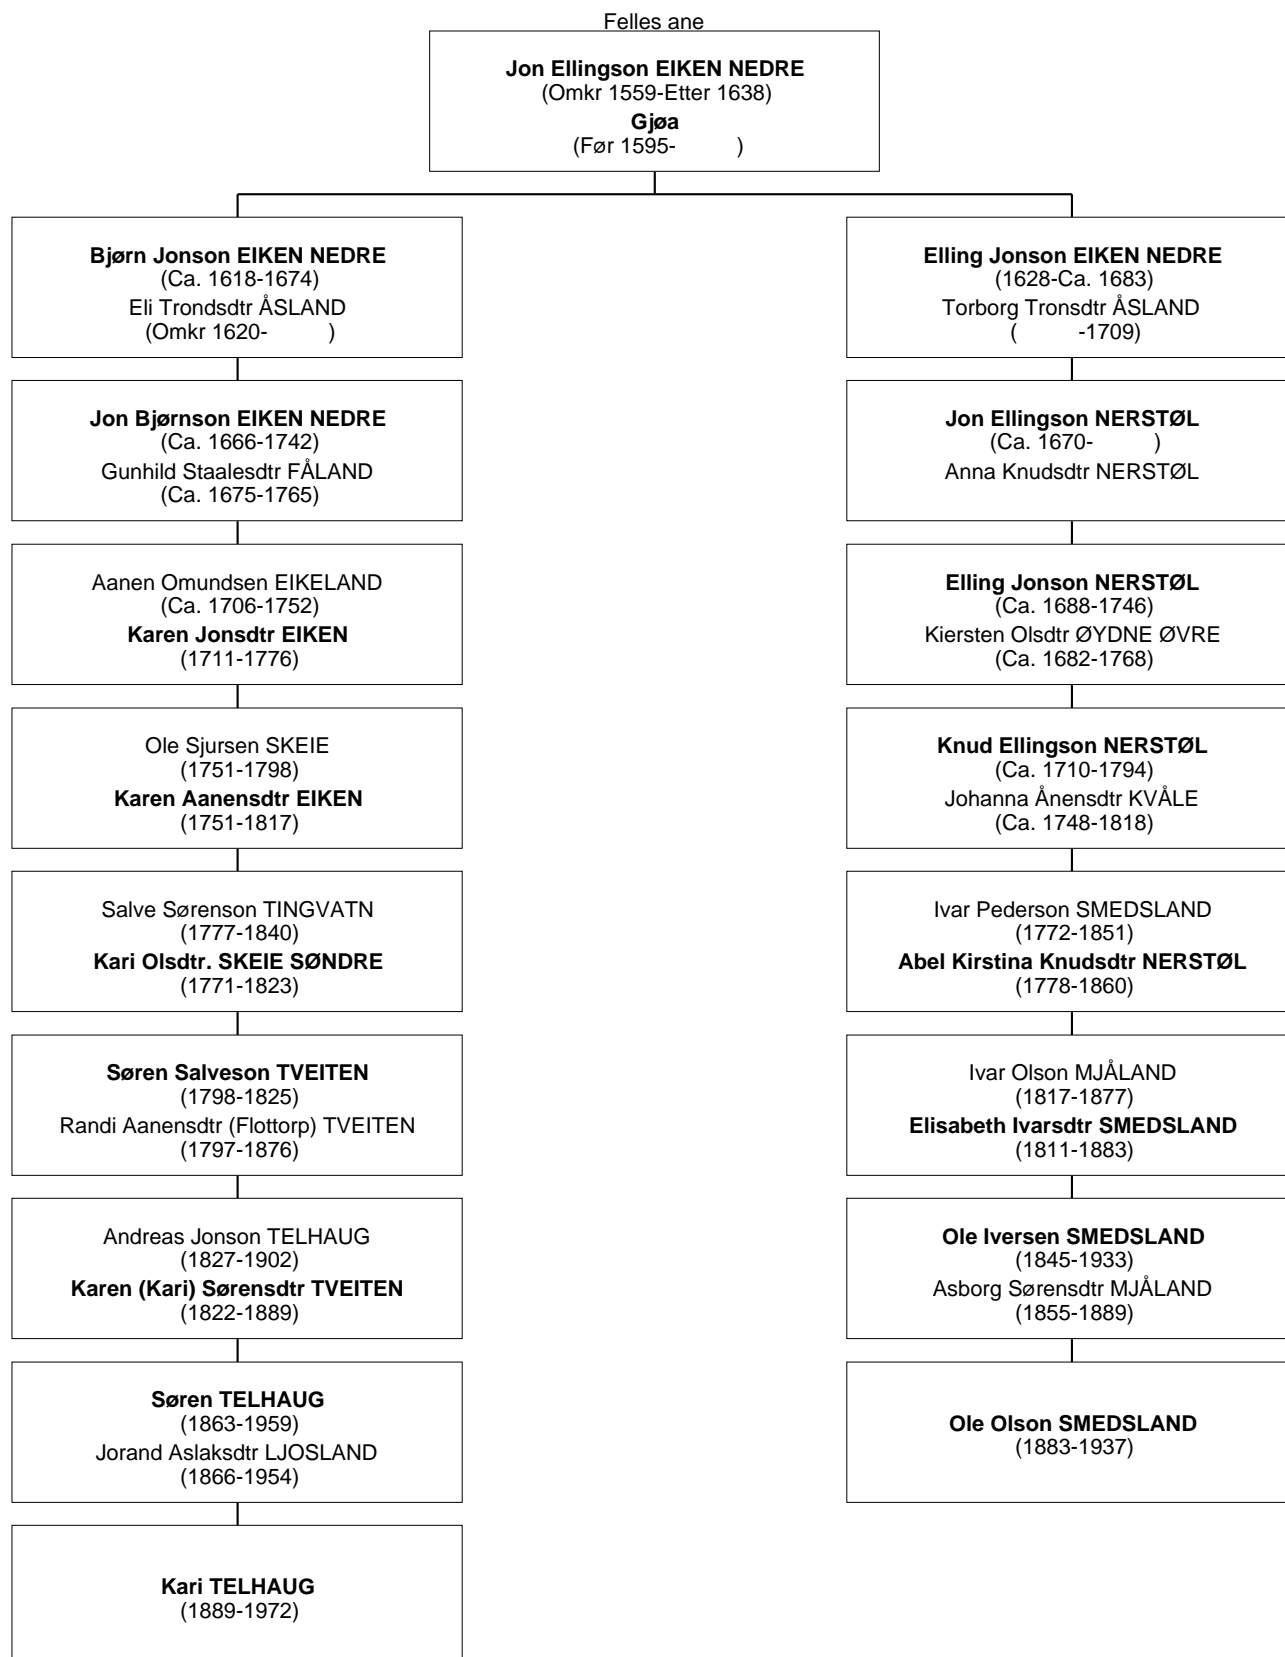 Felles ane
Jon Ellingson EIKEN NEDRE
(Omkr 1559-Etter 1638)
Gjøa
(Før 1595- )
Bjørn Jonson EIKEN NEDRE
(Ca. 1618-1674)
Eli Trondsdtr ÅSLAND
(Omkr 1620- )
Elling Jonson EIKEN NEDRE
(1628-Ca. 1683)
Torborg Tronsdtr ÅSLAND
( -1709)
Jon Bjørnson EIKEN NEDRE
(Ca. 1666-1742)
Gunhild Staalesdtr FÅLAND
(Ca. 1675-1765)
Jon Ellingson NERSTØL
(Ca. 1670- )
Anna Knudsdtr NERSTØL
Aanen Omundsen EIKELAND
(Ca. 1706-1752)
Karen Jonsdtr EIKEN
(1711-1776)
Elling Jonson NERSTØL
(Ca. 1688-1746)
Kiersten Olsdtr ØYDNE ØVRE
(Ca. 1682-1768)
Ole Sjursen SKEIE
(1751-1798)
Karen Aanensdtr EIKEN
(1751-1817)
Knud Ellingson NERSTØL
(Ca. 1710-1794)
Johanna Ånensdtr KVÅLE
(Ca. 1748-1818)
Salve Sørenson TINGVATN
(1777-1840)
Kari Olsdtr. SKEIE SØNDRE
(1771-1823)
Ivar Pederson SMEDSLAND
(1772-1851)
Abel Kirstina Knudsdtr NERSTØL
(1778-1860)
Søren Salveson TVEITEN
(1798-1825)
Randi Aanensdtr (Flottorp) TVEITEN
(1797-1876)
Ivar Olson MJÅLAND
(1817-1877)
Elisabeth Ivarsdtr SMEDSLAND
(1811-1883)
Andreas Jonson TELHAUG
(1827-1902)
Karen (Kari) Sørensdtr TVEITEN
(1822-1889)
Ole Iversen SMEDSLAND
(1845-1933)
Asborg Sørensdtr MJÅLAND
(1855-1889)
Søren TELHAUG
(1863-1959)
Jorand Aslaksdtr LJOSLAND
(1866-1954)
Ole Olson SMEDSLAND
(1883-1937)
Kari TELHAUG
(1889-1972)